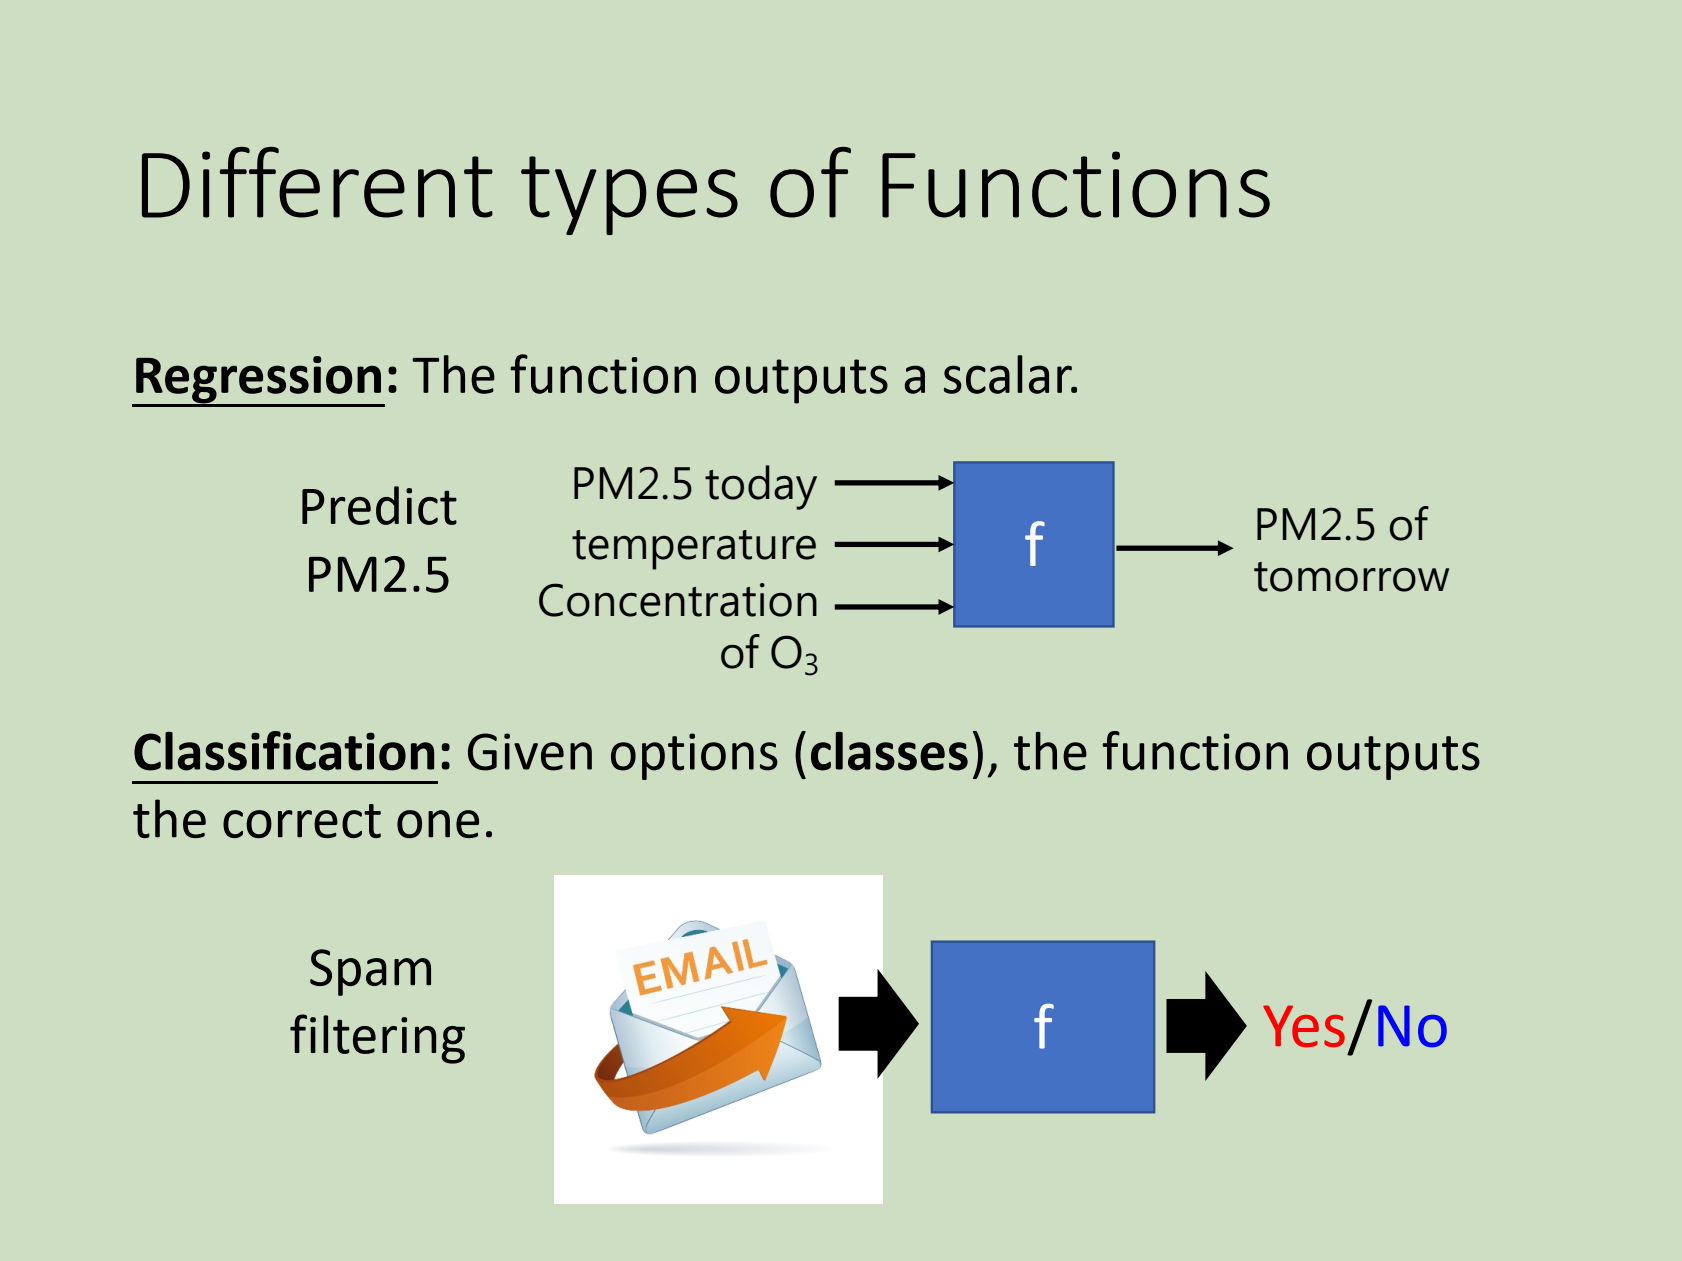 Different types of Functions
Regression: The function outputs a scalar.
Predict
PM2.5
PM2.5 today
temperature
Concentration
of O₃
f
PM2.5 of
tomorrow
Classification: Given options (classes), the function outputs
the correct one.
Spam
filtering
EMAIL
f
Yes/No